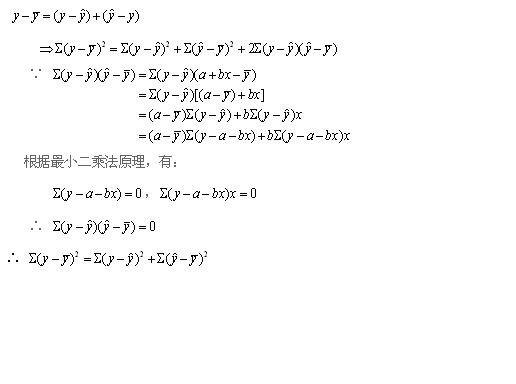 y − y̅ = (y − ŷ) + (ŷ − y)
⇒ Σ(y − y̅)² = Σ(y − ŷ)² + Σ(ŷ − y̅)² + 2Σ(y − ŷ)(ŷ − y̅)
∵ Σ(y − ŷ)(ŷ − y̅) = Σ(y − ŷ)(a + bx − y̅)
= Σ(y − ŷ)[(a − y̅) + bx]
= (a − y̅)Σ(y − ŷ) + bΣ(y − ŷ)x
= (a − y̅)Σ(y − a − bx) + bΣ(y − a − bx)x
根据最小二乘法原理，有：
Σ(y − a − bx) = 0，Σ(y − a − bx)x = 0
∴ Σ(y − ŷ)(ŷ − y̅) = 0
∴ Σ(y − y̅)² = Σ(y − ŷ)² + Σ(ŷ − y̅)²